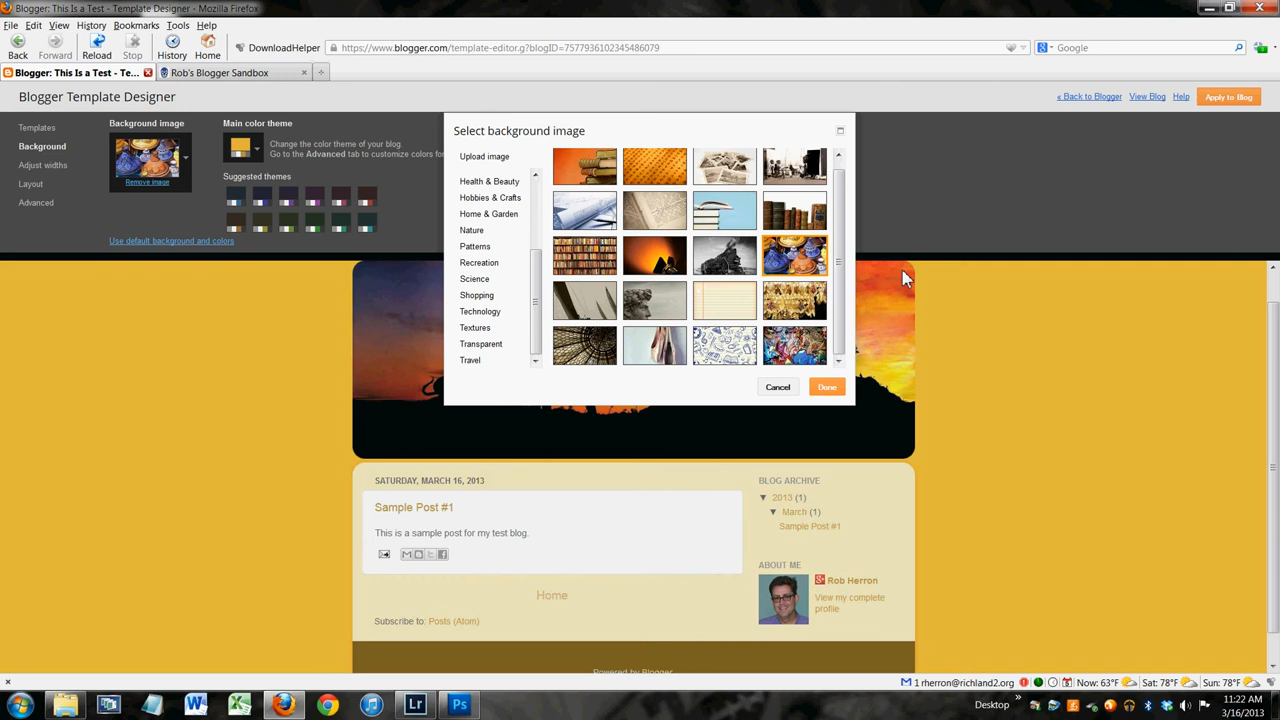 Blogger: This Is a Test - Template Designer - Mozilla Firefox
File Edit View History Bookmarks Tools Help
Back Forward Reload Stop History Home DownloadHelper https://www.blogger.com/template-editor.g?blogID=7577936102345486079 Google
Blogger: This Is a Test - Te... Rob's Blogger Sandbox
Blogger Template Designer « Back to Blogger View Blog Help Apply to Blog
Templates
Background
Adjust widths
Layout
Advanced
Background image
Remove image
Use default background and colors
Main color theme
Change the color theme of your blog.
Go to the Advanced tab to customize colors for
Suggested themes
Select background image
Upload image
Health & Beauty
Hobbies & Crafts
Home & Garden
Nature
Patterns
Recreation
Science
Shopping
Technology
Textures
Transparent
Travel
Cancel Done
SATURDAY, MARCH 16, 2013
Sample Post #1
This is a sample post for my test blog.
Home
Subscribe to: Posts (Atom)
BLOG ARCHIVE
▼ 2013 (1)
▼ March (1)
Sample Post #1
ABOUT ME
Rob Herron
View my complete
profile
Powered by Blogger
1 rherron@richland2.org Now: 63°F Sat: 78°F Sun: 78°F
Desktop » 11:22 AM
3/16/2013